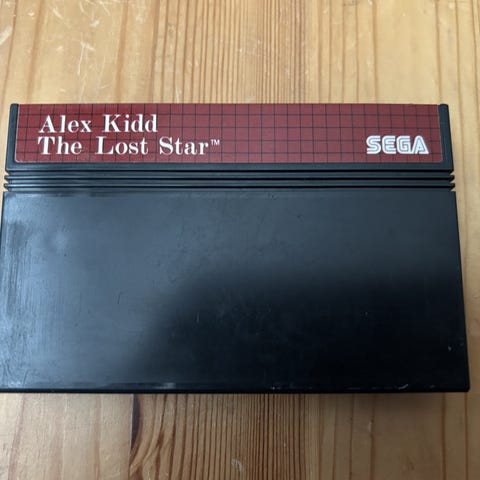 Alex Kidd
The Lost Star™
SEGA